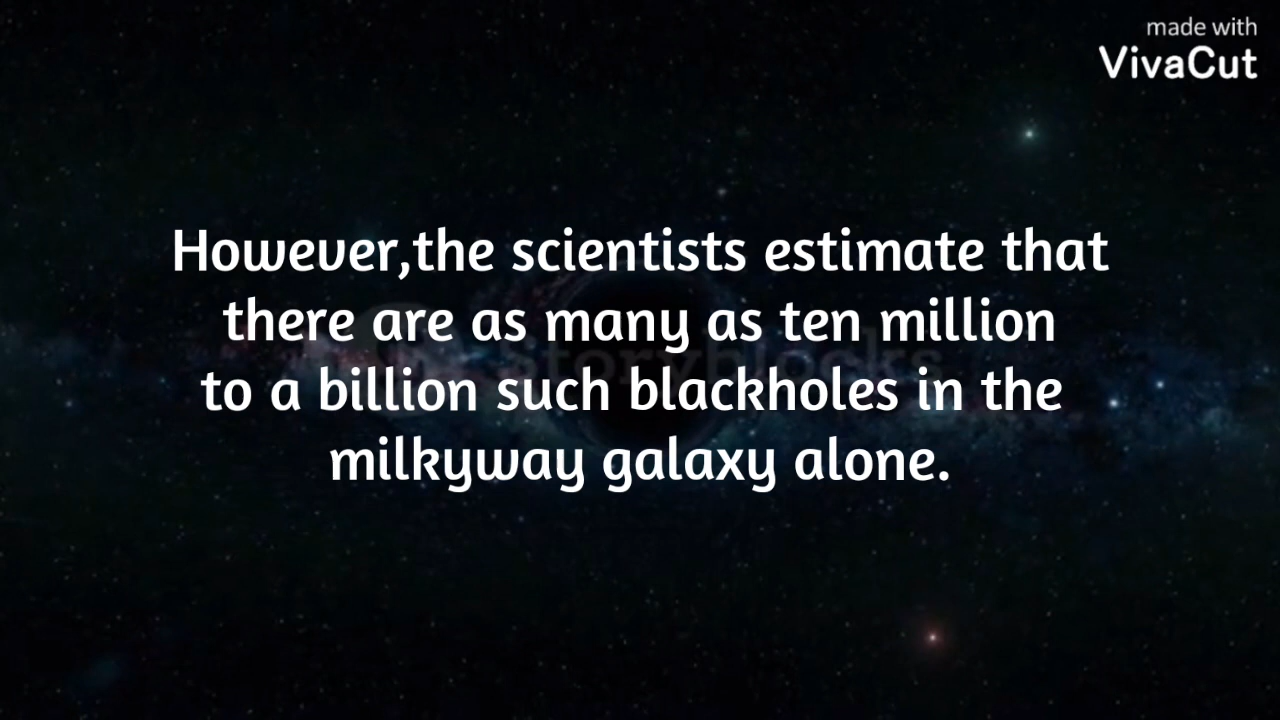 made with
VivaCut
However,the scientists estimate that
there are as many as ten million
Storyblocks
to a billion such blackholes in the
milkyway galaxy alone.